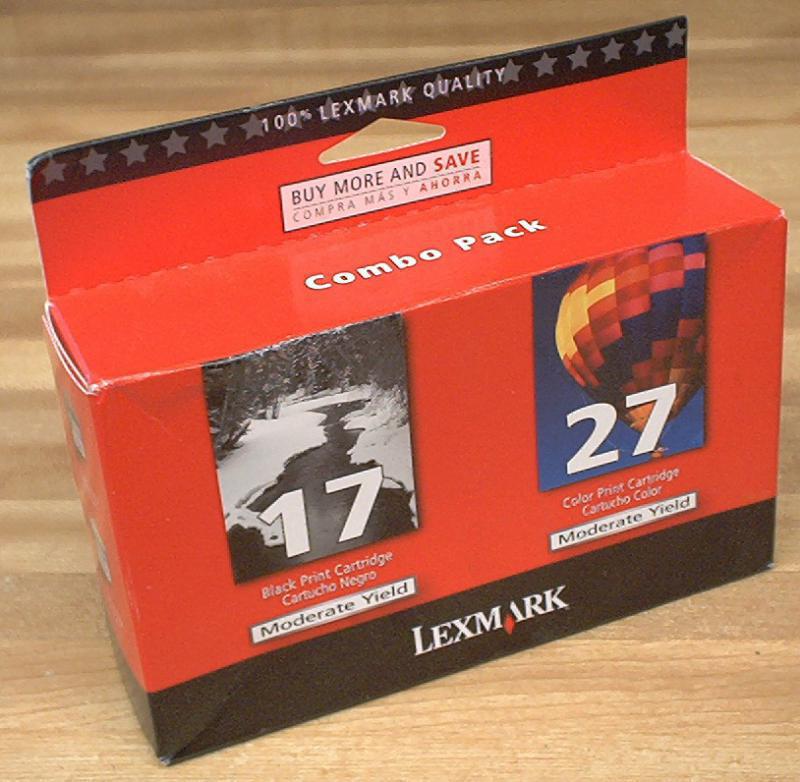 100% LEXMARK QUALITY
BUY MORE AND SAVE
COMPRA MÁS Y AHORRA
Combo Pack
17
Black Print Cartridge
Cartucho Negro
Moderate Yield
27
Color Print Cartridge
Cartucho Color
Moderate Yield
LEXMARK